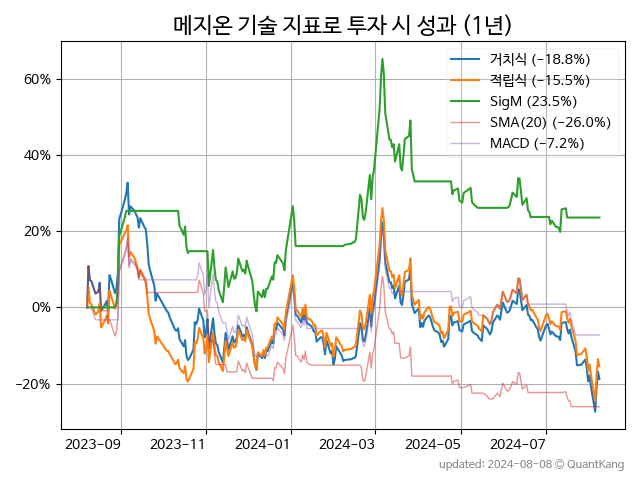 메지온 기술 지표로 투자 시 성과 (1년)
거치식 (−18.8%)
적립식 (−15.5%)
SigM (23.5%)
SMA(20) (−26.0%)
MACD (−7.2%)
60%
40%
20%
0%
−20%
2023-09 2023-11 2024-01 2024-03 2024-05 2024-07
updated: 2024-08-08 © QuantKang